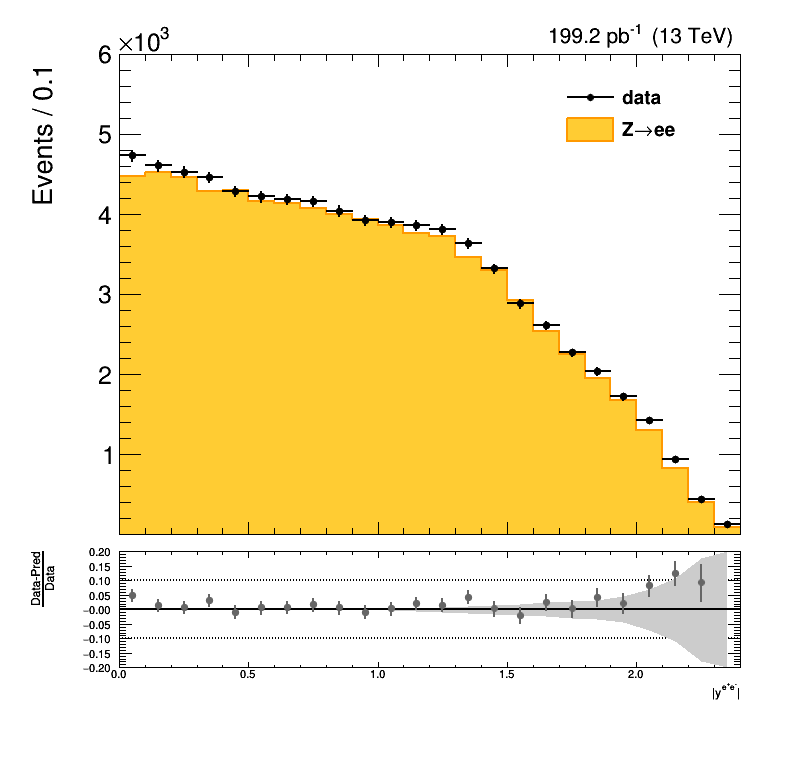 ×10³
199.2 pb⁻¹ (13 TeV)
Events / 0.1
6
5
4
3
2
1
data
Z→ee
Data-Pred
Data
0.20
0.15
0.10
0.05
−0.00
−0.05
−0.10
−0.15
−0.20
0.0 0.5 1.0 1.5 2.0
|y^{e⁺e⁻}|